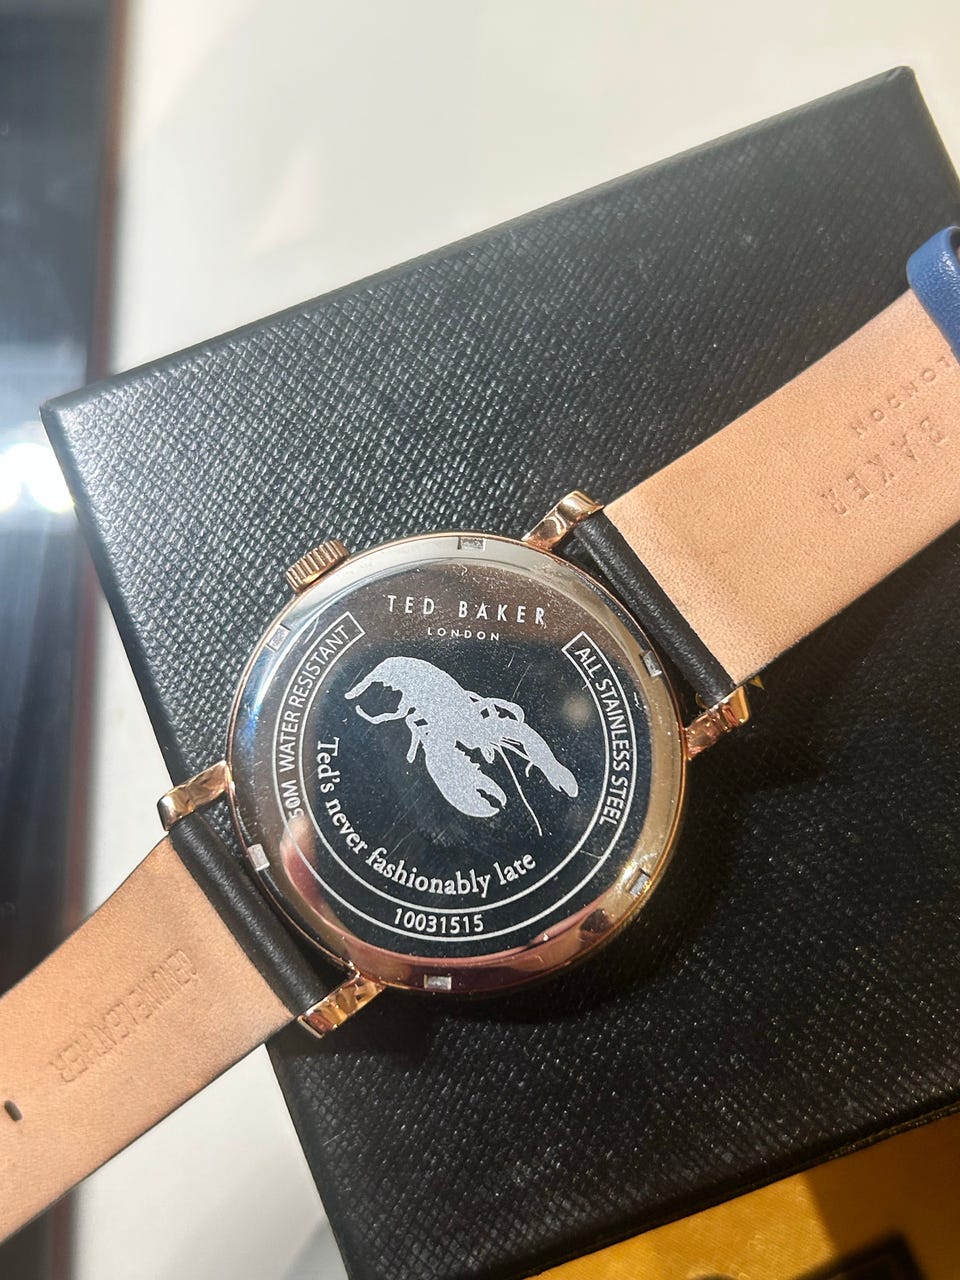 TED BAKER
LONDON
50M WATER RESISTANT
ALL STAINLESS STEEL
Ted's never fashionably late
10031515
BAKER
LONDON
GENUINE LEATHER